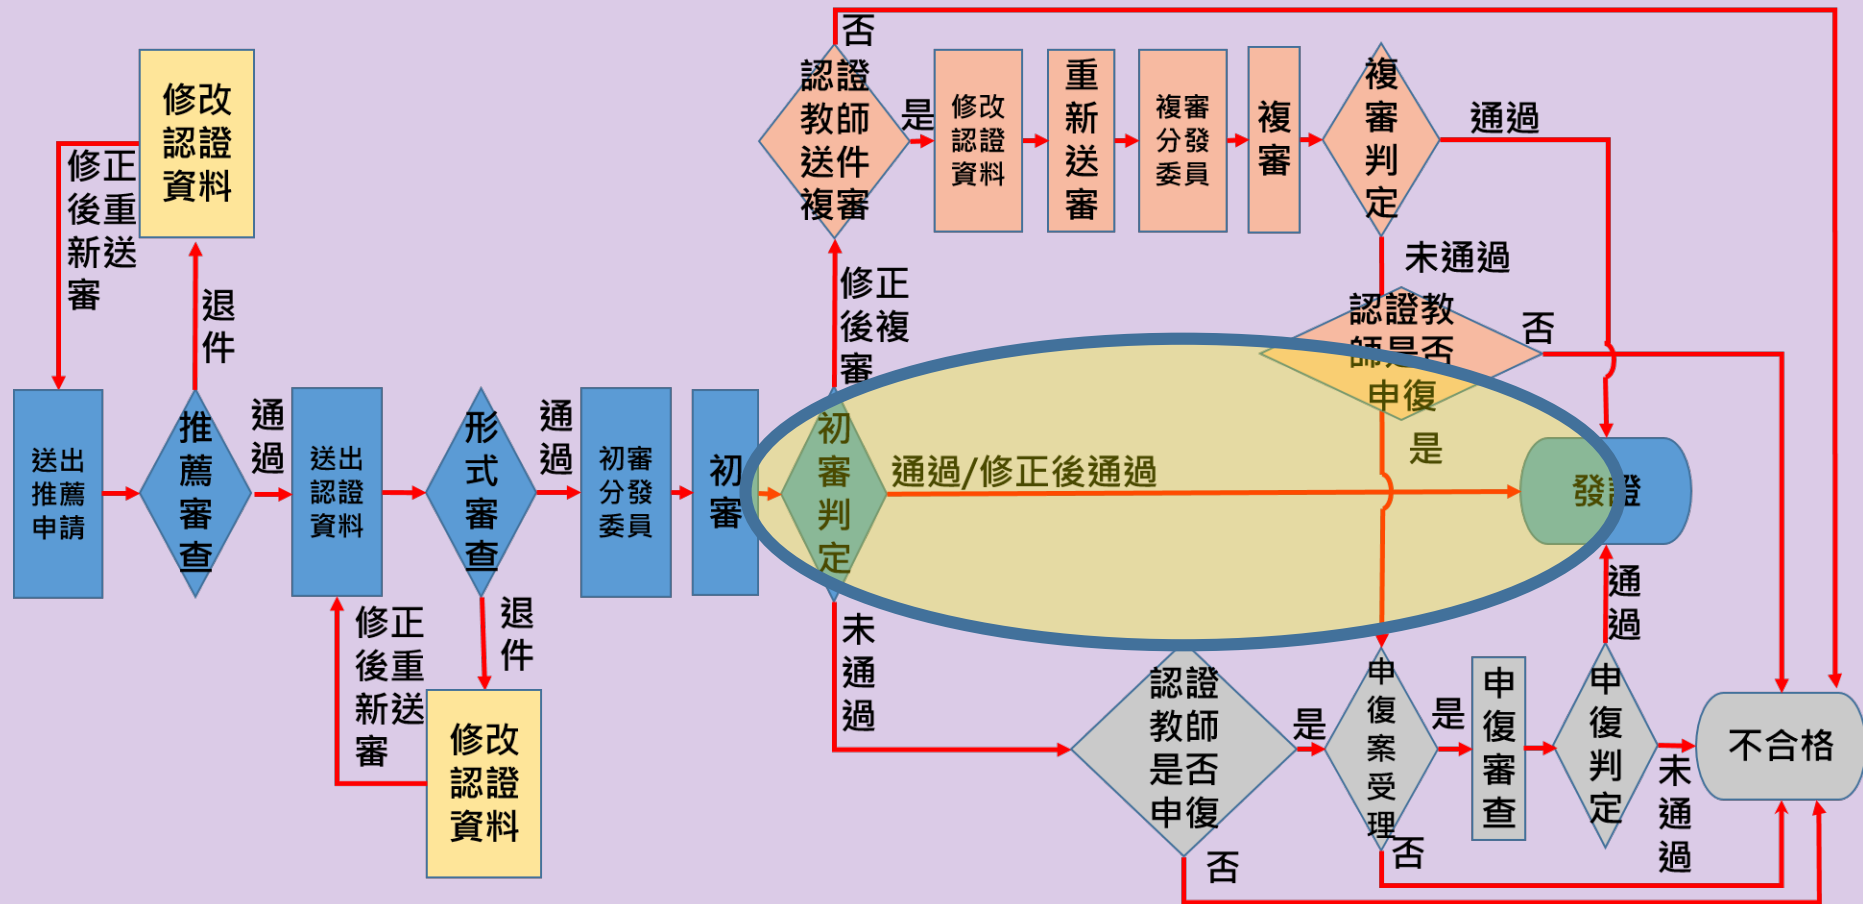 否
修改
認證
資料
認證
教師
送件
複審
是
修改
認證
資料
重
新
送
審
複審
分發
委員
複
審
複
審
判
定
通過
修正
後重
新送
審
退
件
修正
後複
審
未通過
認證教
師是否
申復
否
是
送出
推薦
申請
推
薦
審
查
通
過
送出
認證
資料
形
式
審
查
通
過
初審
分發
委員
初
審
初
審
判
定
通過/修正後通過
發證
修正
後重
新送
審
退
件
修改
認證
資料
未
通
過
認證
教師
是否
申復
是
否
申
復
案
受
理
是
否
申
復
審
查
申
復
判
定
通
過
未
通
過
不合格